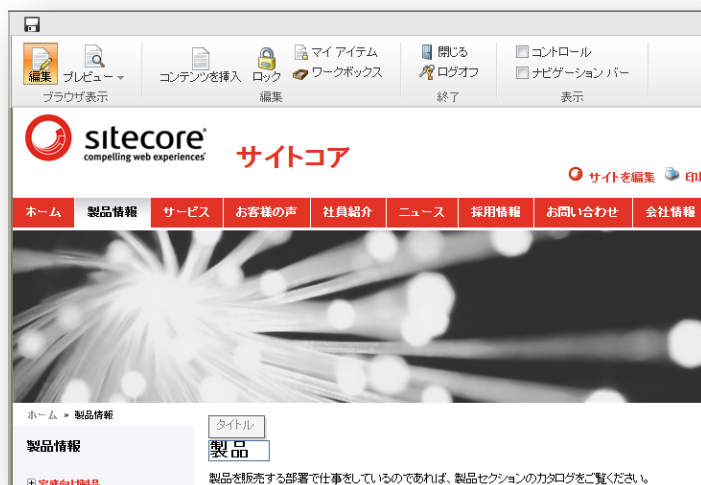 マイ アイテム 閉じる コントロール
編集 プレビュー コンテンツを挿入 ロック ワークボックス ログオフ ナビゲーション バー
ブラウザ表示 編集 終了 表示
sitecore
compelling web experiences
サイトコア
サイトを編集
ホーム 製品情報 サービス お客様の声 社員紹介 ニュース 採用情報 お問い合わせ 会社情報
ホーム » 製品情報
タイトル
製品情報
製品
製品を販売する部署で仕事をしているのであれば、製品セクションのカタログをご覧ください。
家庭向け製品